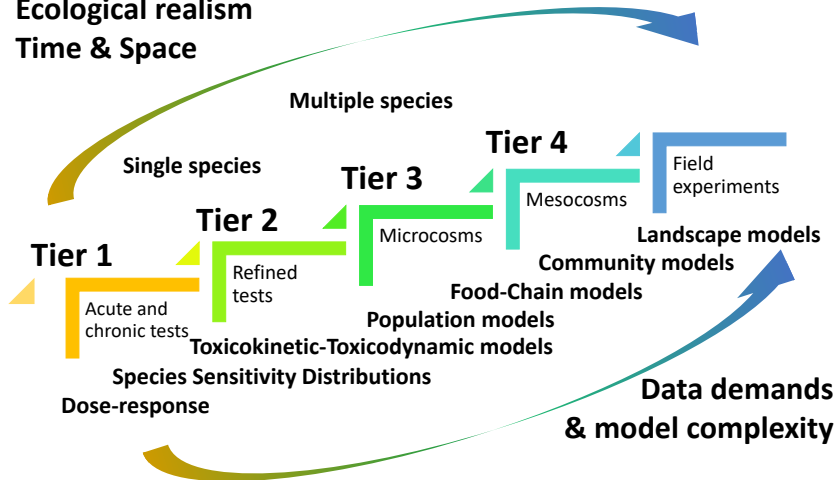 Ecological realism
Time & Space
Multiple species
Single species
Tier 4
Field
experiments
Tier 3
Mesocosms
Tier 2
Microcosms
Landscape models
Tier 1
Refined
tests
Community models
Food-Chain models
Acute and
chronic tests
Population models
Toxicokinetic-Toxicodynamic models
Species Sensitivity Distributions
Dose-response
Data demands
& model complexity